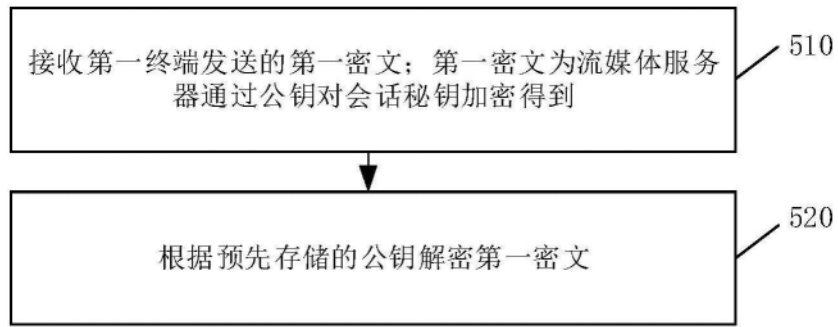 接收第一终端发送的第一密文；第一密文为流媒体服务
器通过公钥对会话秘钥加密得到
510
根据预先存储的公钥解密第一密文
520